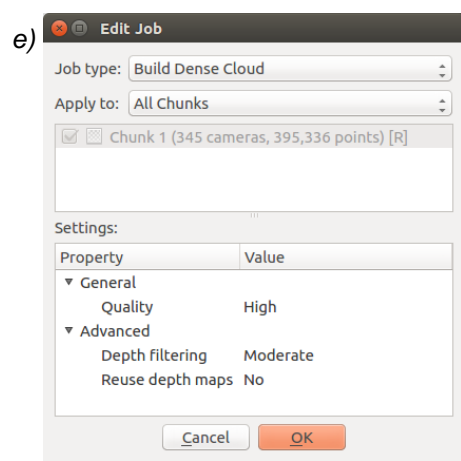 e)
Edit Job
Job type: Build Dense Cloud
Apply to: All Chunks
Chunk 1 (345 cameras, 395,336 points) [R]
Settings:
Property Value
General
Quality High
Advanced
Depth filtering Moderate
Reuse depth maps No
Cancel OK